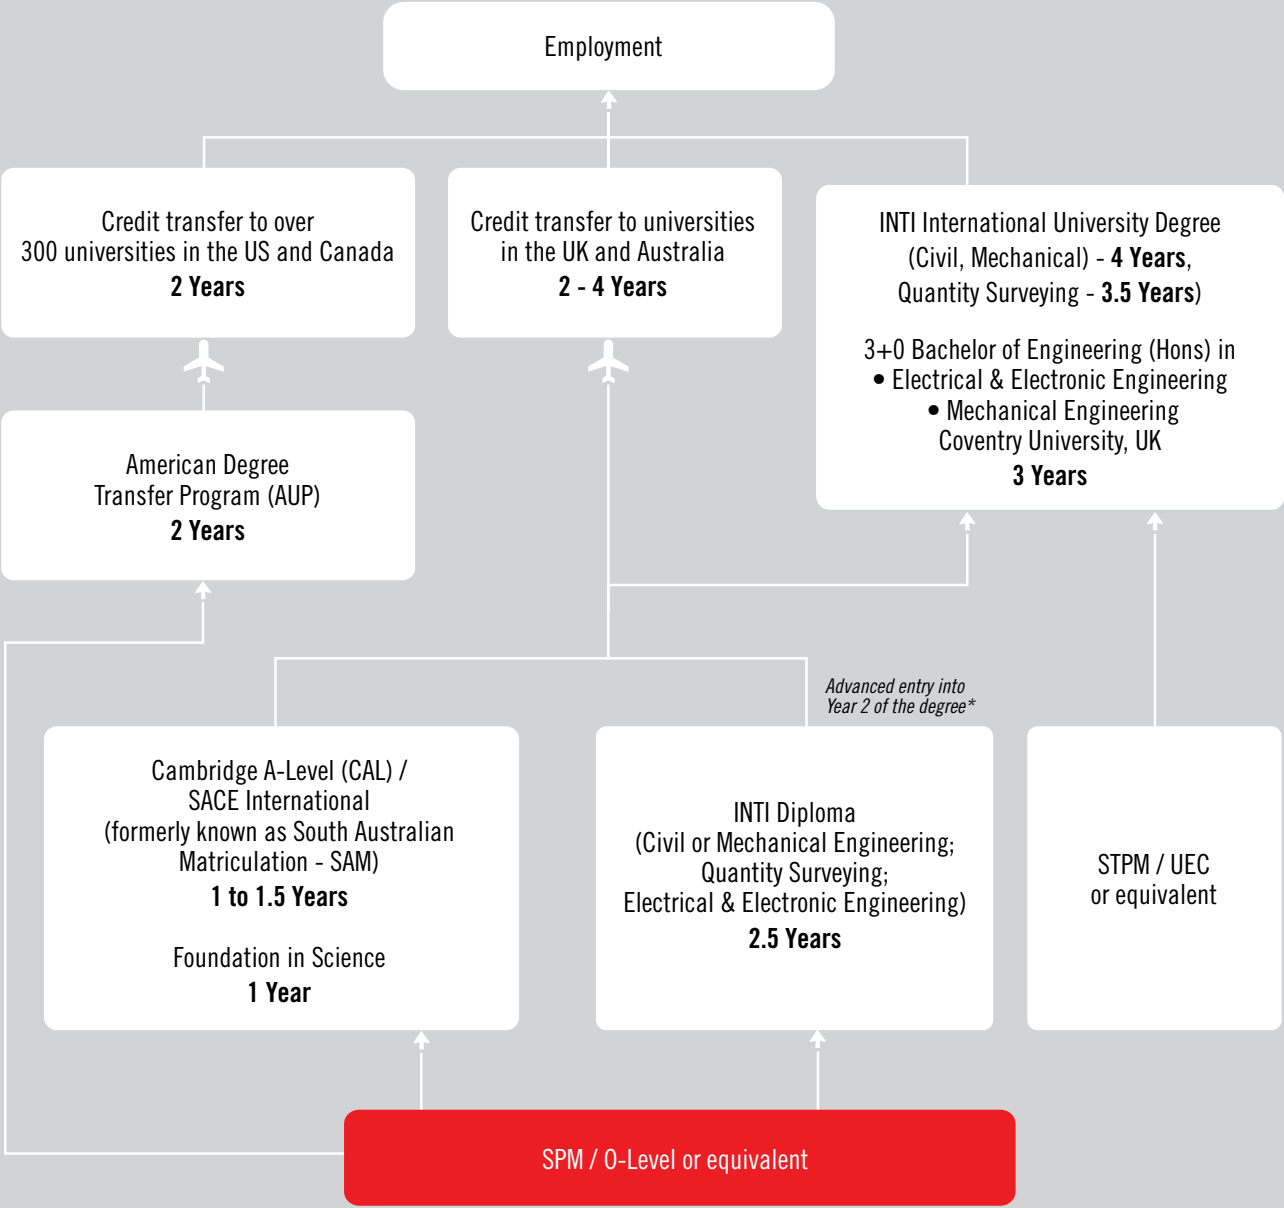 Employment
Credit transfer to over
300 universities in the US and Canada
2 Years
Credit transfer to universities
in the UK and Australia
2 - 4 Years
INTI International University Degree
(Civil, Mechanical) - 4 Years,
Quantity Surveying - 3.5 Years)
3+0 Bachelor of Engineering (Hons) in
• Electrical & Electronic Engineering
• Mechanical Engineering
Coventry University, UK
3 Years
American Degree
Transfer Program (AUP)
2 Years
Advanced entry into
Year 2 of the degree*
Cambridge A-Level (CAL) /
SACE International
(formerly known as South Australian
Matriculation - SAM)
1 to 1.5 Years
Foundation in Science
1 Year
INTI Diploma
(Civil or Mechanical Engineering;
Quantity Surveying;
Electrical & Electronic Engineering)
2.5 Years
STPM / UEC
or equivalent
SPM / O-Level or equivalent